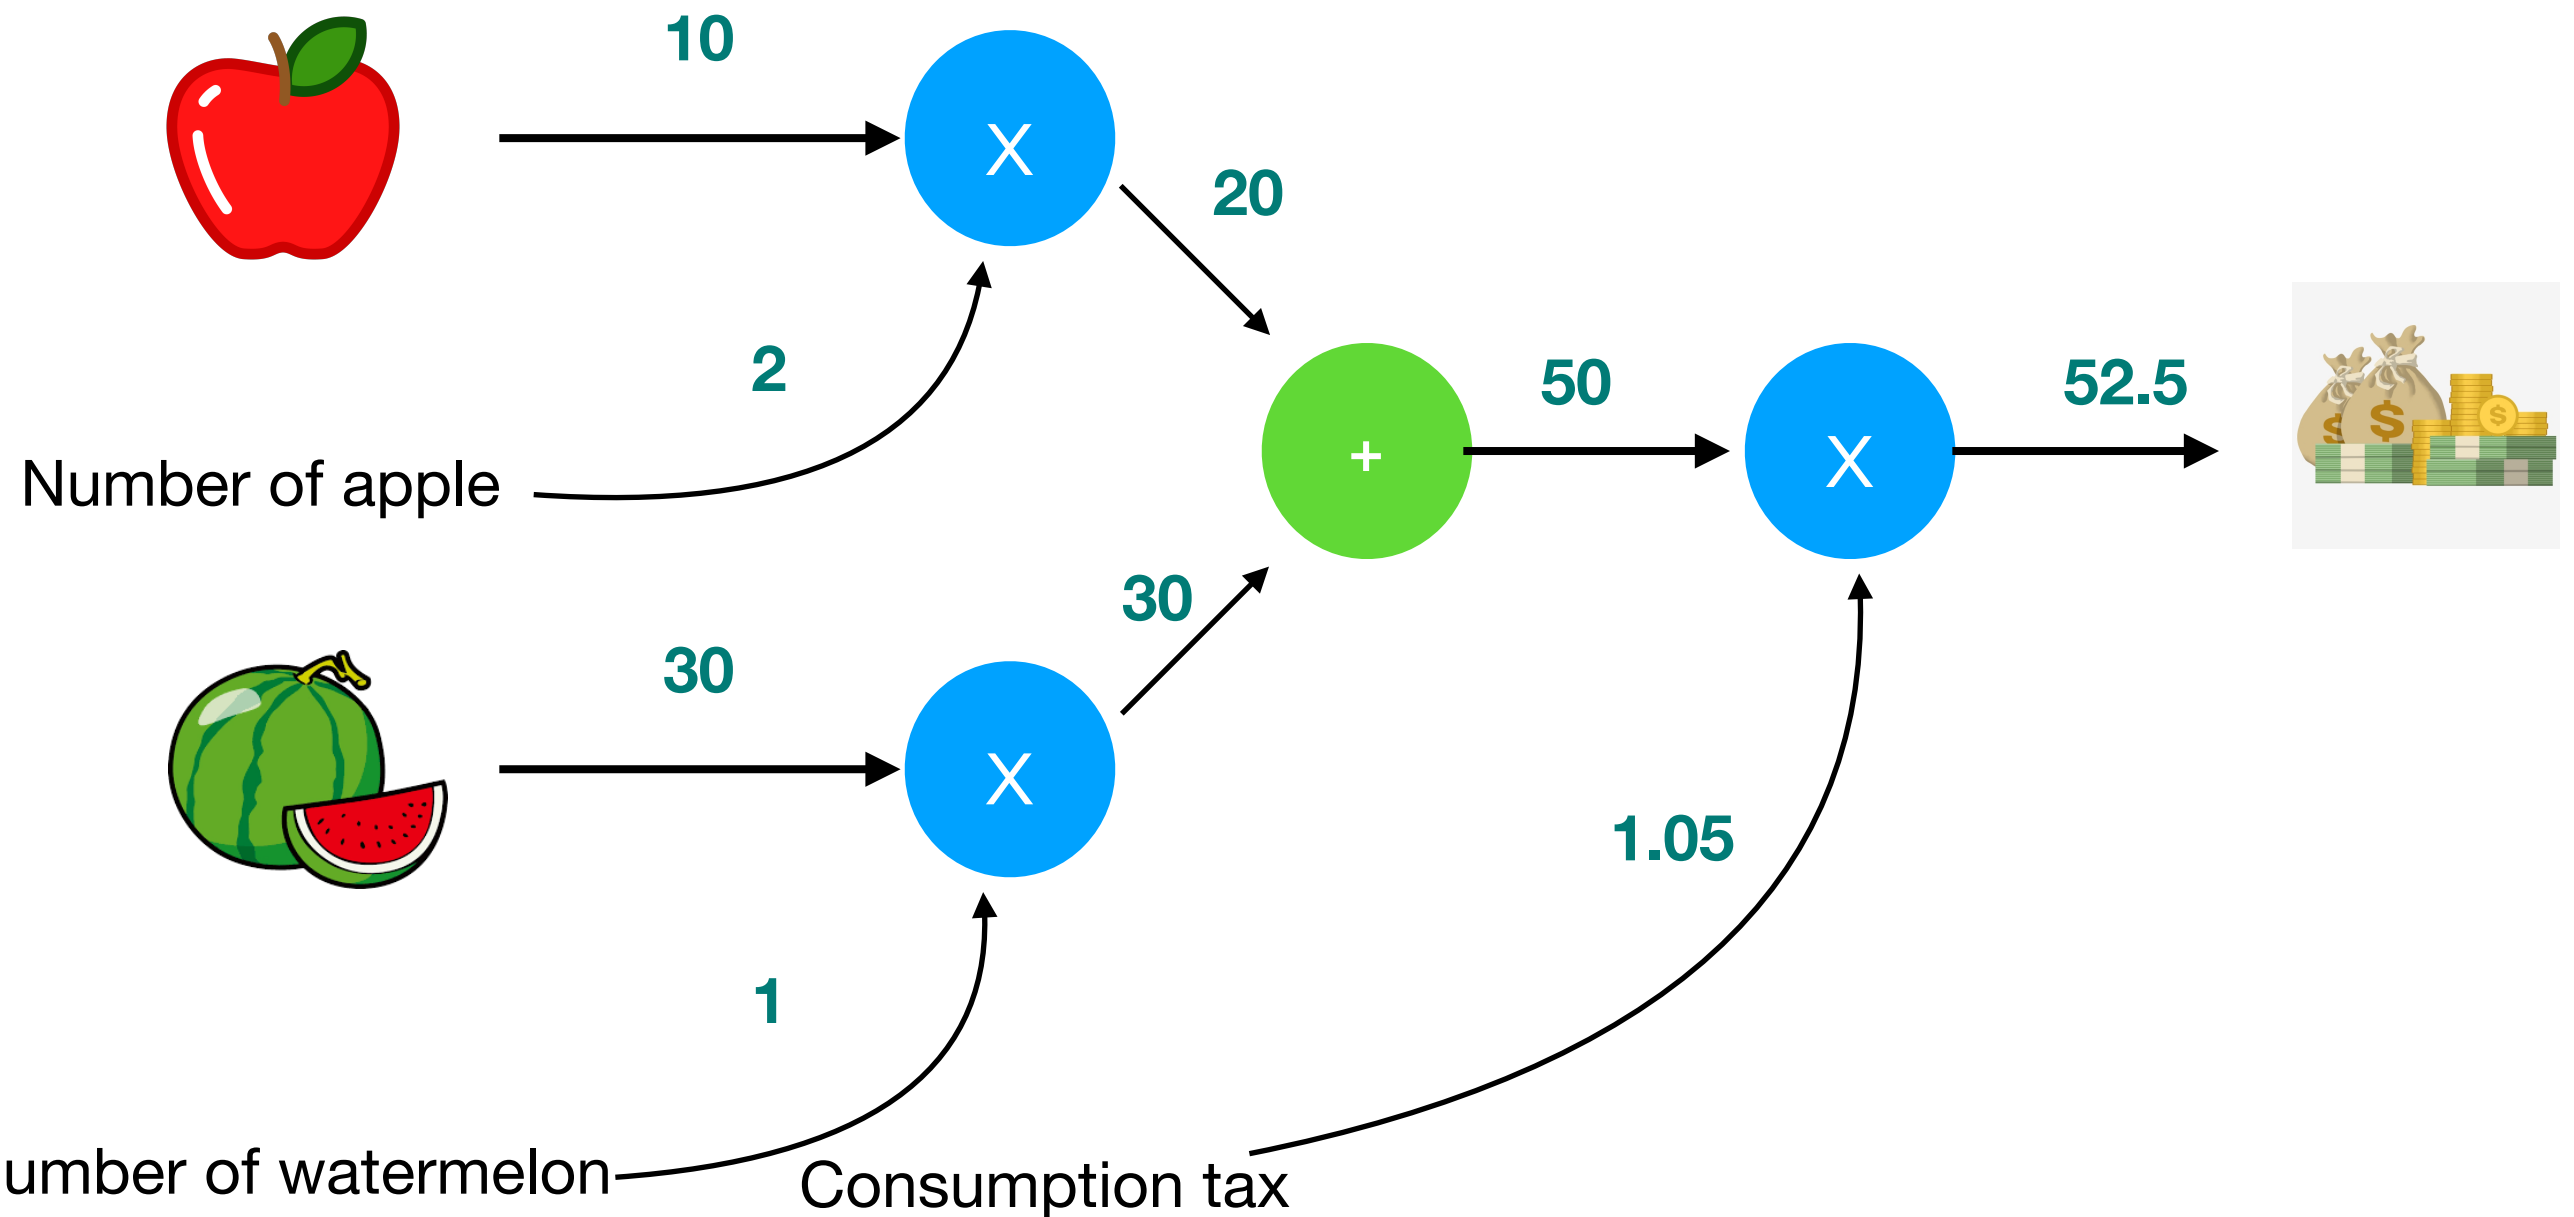 10
X
20
2
Number of apple
+
50
X
52.5
$
$
$
30
30
X
1.05
1
umber of watermelon
Consumption tax